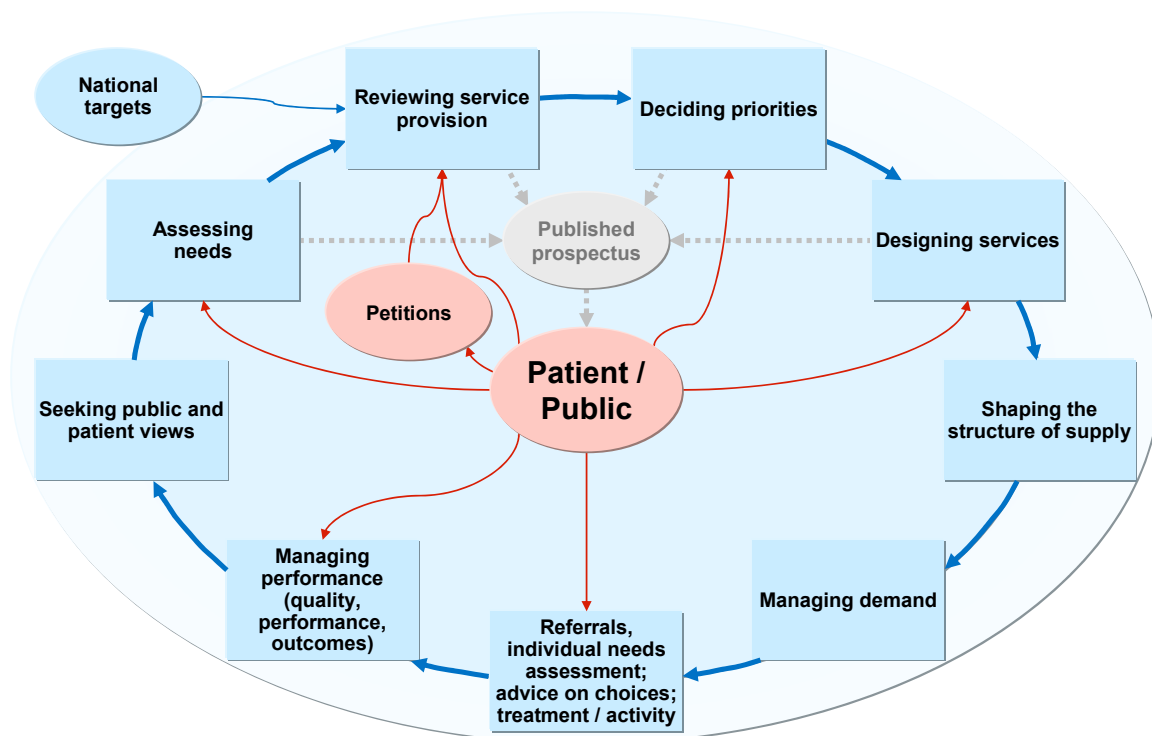 National
targets
Reviewing service
provision
Deciding priorities
Assessing
needs
Published
prospectus
Designing services
Petitions
Patient /
Public
Seeking public and
patient views
Shaping the
structure of supply
Managing
performance
(quality,
performance,
outcomes)
Managing demand
Referrals,
individual needs
assessment;
advice on choices;
treatment / activity